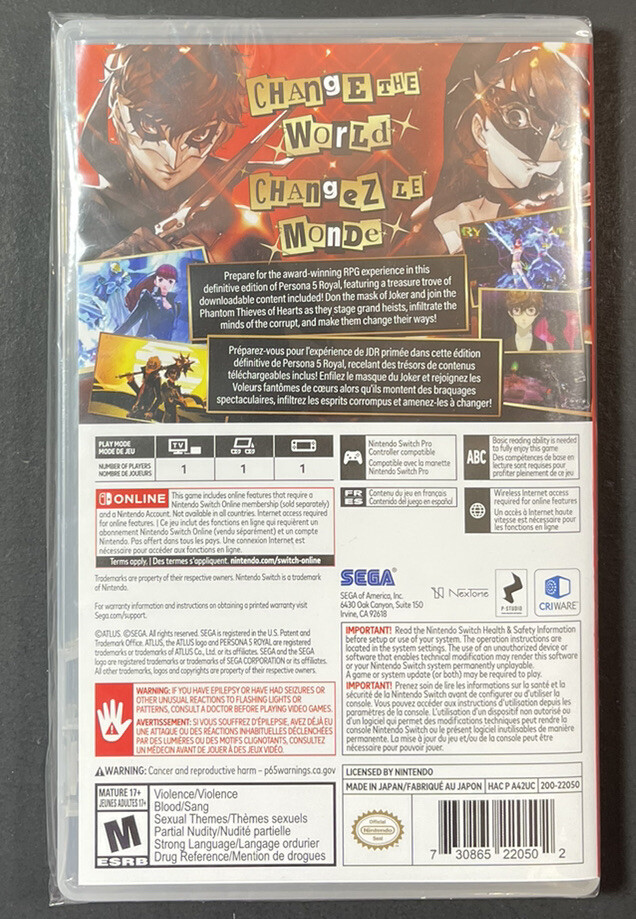 CHANGE THE
WORLD
CHANGEZ LE
MONDE
RY
Prepare for the award-winning RPG experience in this
definitive edition of Persona 5 Royal, featuring a treasure trove of
downloadable content included! Don the mask of Joker and join the
Phantom Thieves of Hearts as they stage grand heists, infiltrate the
minds of the corrupt, and make them change their ways!
Préparez-vous pour l'expérience de JDR primée dans cette édition
définitive de Persona 5 Royal, recelant des trésors de contenus
téléchargeables inclus! Enfilez le masque du Joker et rejoignez les
Voleurs fantômes de cœurs alors qu'ils montent des braquages
spectaculaires, infiltrez les esprits corrompus et amenez-les à changer!
PLAY MODE
MODE DE JEU
TV
NUMBER OF PLAYERS
NOMBRE DE JOUEURS
1
1
1
Nintendo Switch Pro
Controller compatible
Compatible avec la manette
Nintendo Switch Pro
ABC
Basic reading ability is needed
to fully enjoy this game
Des compétences de base en
lecture sont requises pour
profiter pleinement de ce jeu
FR
ES
Contenu du jeu en français
Contenido del juego en español
Wireless Internet access
required for online features
Un accès à Internet haute
vitesse est nécessaire pour
les fonctions en ligne
ONLINE
This game includes online features that require a
Nintendo Switch Online membership (sold separately)
and a Nintendo Account. Not available in all countries. Internet access required
for online features. | Ce jeu inclut des fonctions en ligne qui requièrent un
abonnement Nintendo Switch Online (vendu séparément) et un compte
Nintendo. Pas offert dans tous les pays. Une connexion Internet est
nécessaire pour accéder aux fonctions en ligne.
Terms apply. | Des termes s'appliquent. nintendo.com/switch-online
Trademarks are property of their respective owners. Nintendo Switch is a trademark
of Nintendo.
For warranty information and instructions on obtaining a printed warranty visit
Sega.com/support.
©ATLUS. ©SEGA. All rights reserved. SEGA is registered in the U.S. Patent and
Trademark Office. ATLUS, the ATLUS logo and PERSONA 5 ROYAL are registered
trademarks or trademarks of ATLUS Co., Ltd. or its affiliates. SEGA and the SEGA
logo are registered trademarks or trademarks of SEGA CORPORATION or its affiliates.
All other trademarks, logos and copyrights are property of their respective owners.
SEGA®
SEGA of America, Inc.
6430 Oak Canyon, Suite 150
Irvine, CA 92618
Nextone
P-STUDIO
CRIWARE
IMPORTANT! Read the Nintendo Switch Health & Safety Information
before setup or use of your system. The operation instructions are
located in the system settings. The use of an unauthorized device or
software that enables technical modification may render this software
or your Nintendo Switch system permanently unplayable.
A game or system update (or both) may be required to play.
IMPORTANT! Prenez soin de lire les informations sur la santé et la
sécurité de la Nintendo Switch avant de configurer ou d'utiliser la
console. Vous pouvez accéder aux instructions d'utilisation depuis les
paramètres de la console. L'utilisation d'un dispositif non autorisé ou
d'un logiciel qui permet des modifications techniques peut rendre la
console Nintendo Switch ou le présent logiciel inutilisables de manière
permanente. La mise à jour du jeu et/ou de la console peut être
nécessaire pour pouvoir jouer.
WARNING: IF YOU HAVE EPILEPSY OR HAVE HAD SEIZURES OR
OTHER UNUSUAL REACTIONS TO FLASHING LIGHTS OR
PATTERNS, CONSULT A DOCTOR BEFORE PLAYING VIDEO GAMES.
AVERTISSEMENT: SI VOUS SOUFFREZ D'ÉPILEPSIE, AVEZ DÉJÀ EU
UNE ATTAQUE OU DES RÉACTIONS INHABITUELLES DÉCLENCHÉES
PAR DES LUMIÈRES OU DES MOTIFS CLIGNOTANTS, CONSULTEZ
UN MÉDECIN AVANT DE JOUER À DES JEUX VIDÉO.
WARNING: Cancer and reproductive harm – p65warnings.ca.gov
MATURE 17+
JEUNES ADULTES 17+
M
ESRB
Violence/Violence
Blood/Sang
Sexual Themes/Thèmes sexuels
Partial Nudity/Nudité partielle
Strong Language/Langage ordurier
Drug Reference/Mention de drogues
LICENSED BY NINTENDO
MADE IN JAPAN/FABRIQUÉ AU JAPON
HAC P A42UC
200-22050
Official
Nintendo
Seal
7 30865 22050 2